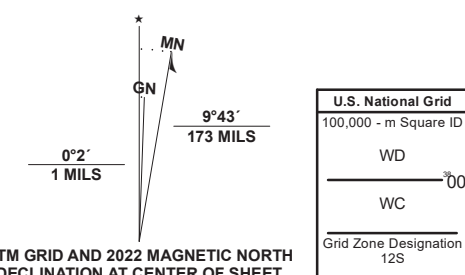 ★
MN
GN
9°43´
173 MILS
0°2´
1 MILS
TM GRID AND 2022 MAGNETIC NORTH
DECLINATION AT CENTER OF SHEET
U.S. National Grid
100,000 - m Square ID
WD
3800
WC
Grid Zone Designation
12S